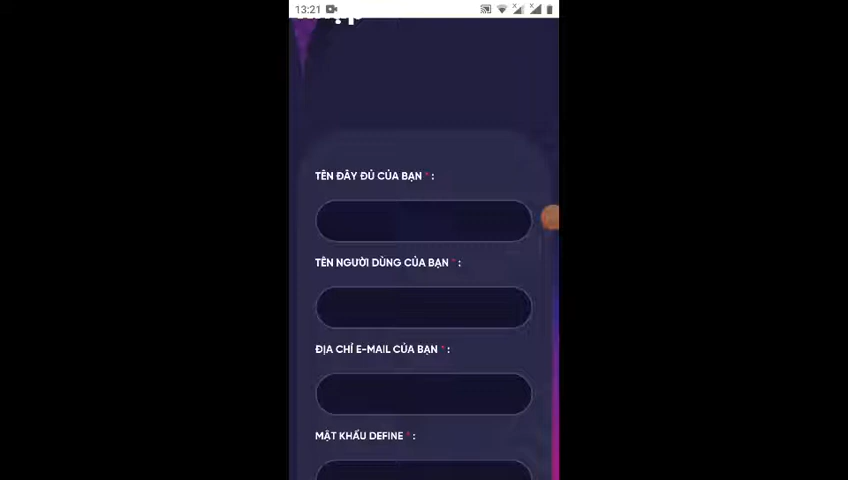 13:21
TÊN ĐẦY ĐỦ CỦA BẠN * :
TÊN NGƯỜI DÙNG CỦA BẠN * :
ĐỊA CHỈ E-MAIL CỦA BẠN * :
MẬT KHẨU DEFINE * :